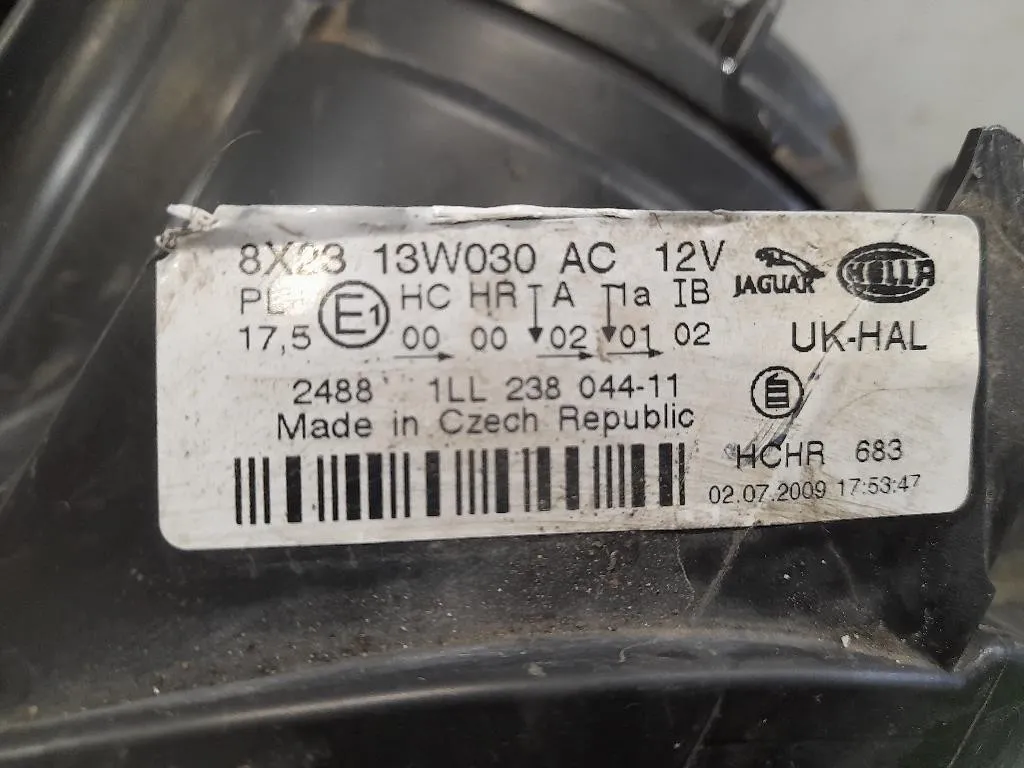 8X23 13W030 AC 12V JAGUAR HELLA
PL E1 HC HR A 1a IB
17,5 00 00 02 01 02 UK-HAL
2488 1LL 238 044-11
Made in Czech Republic
HCHR 683
02.07.2009 17:53:47